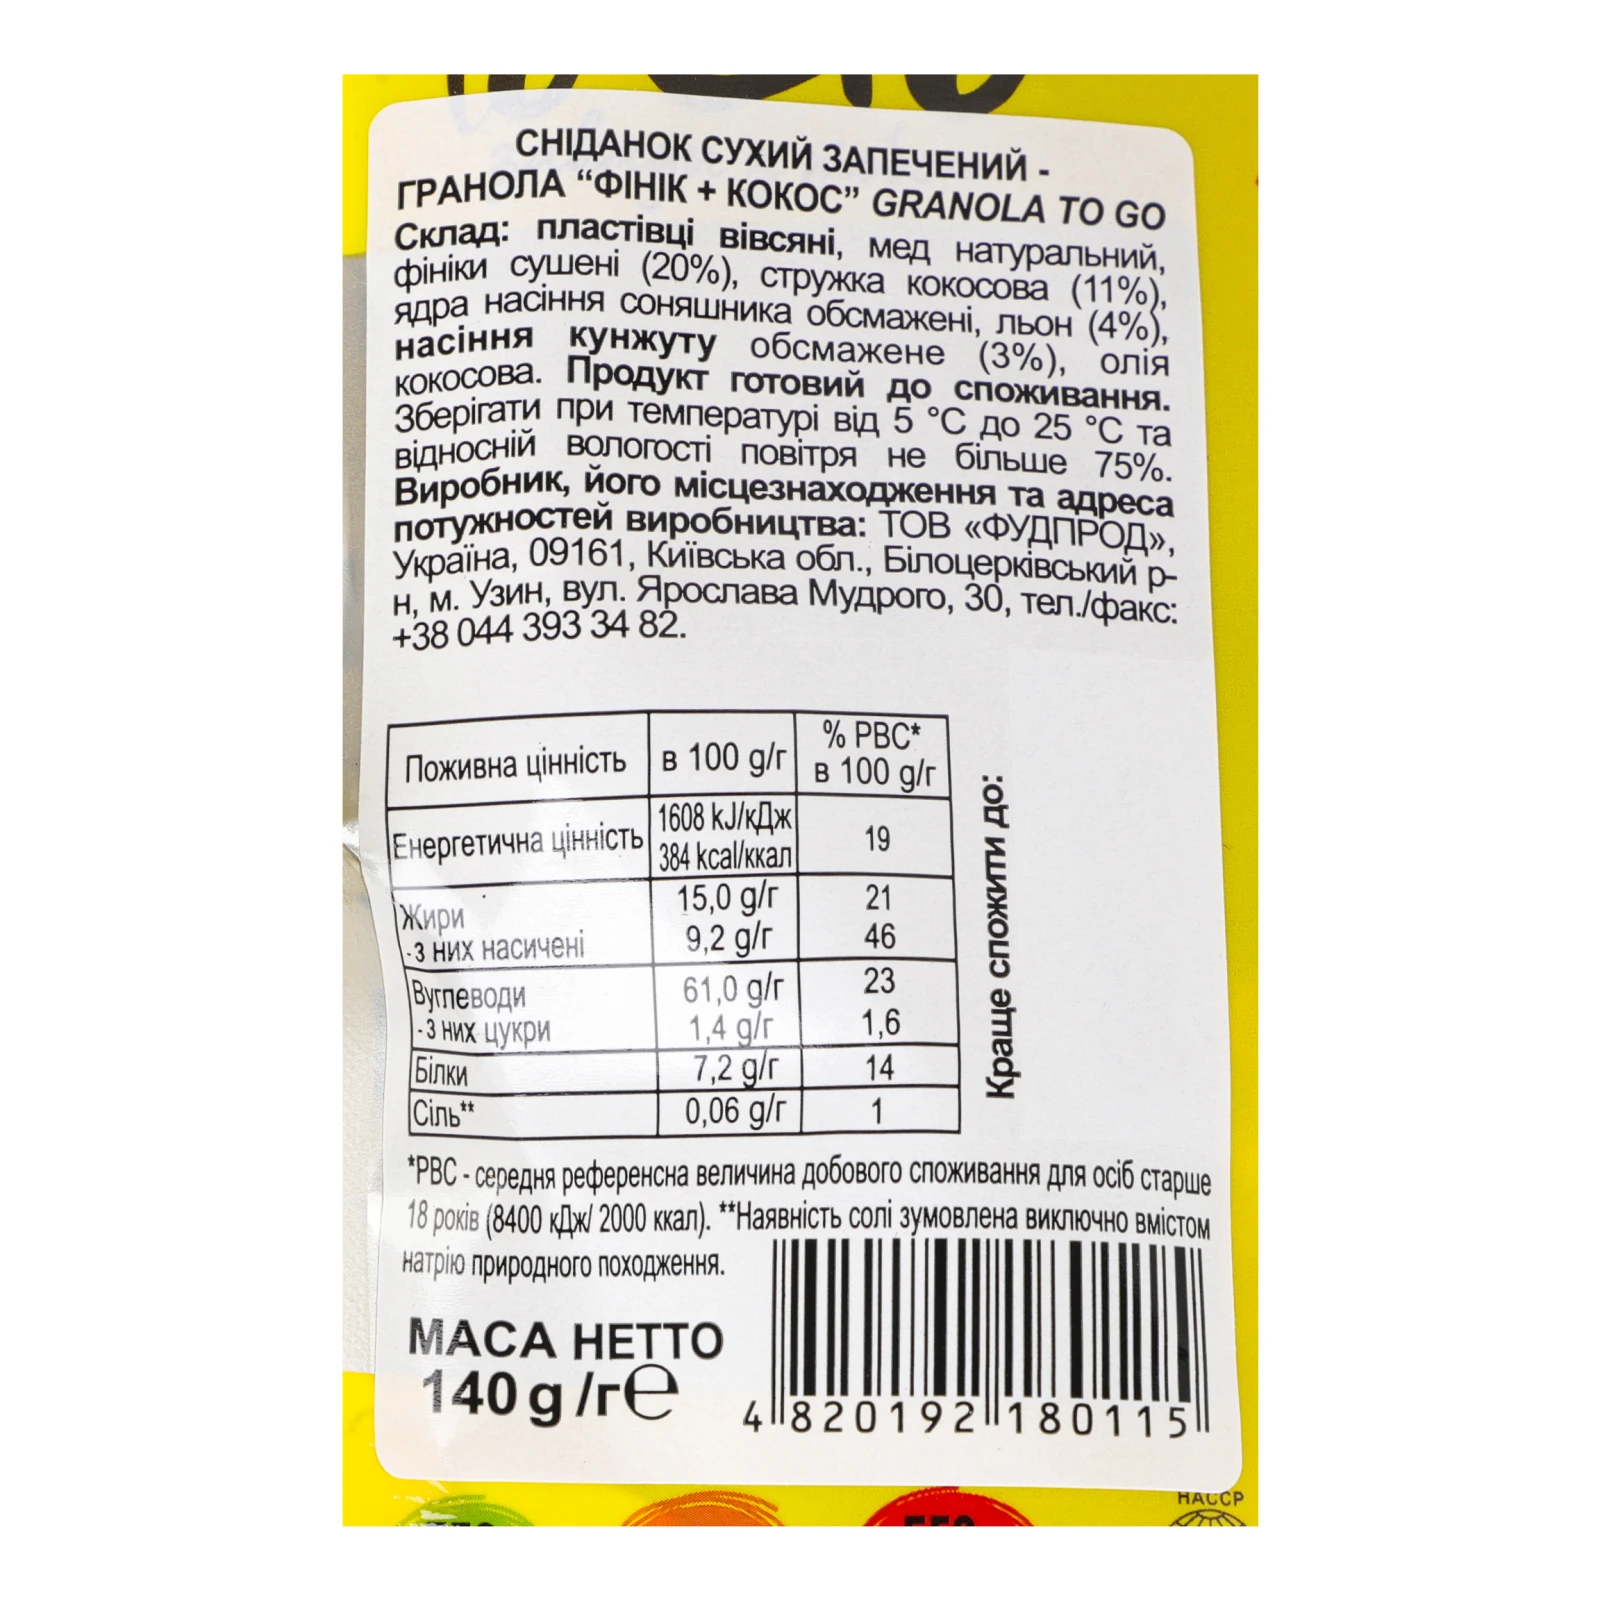 СНІДАНОК СУХИЙ ЗАПЕЧЕНИЙ -
ГРАНОЛА “ФІНІК + КОКОС” GRANOLA TO GO
Склад: пластівці вівсяні, мед натуральний,
фініки сушені (20%), стружка кокосова (11%),
ядра насіння соняшника обсмажені, льон (4%),
насіння кунжуту обсмажене (3%), олія
кокосова. Продукт готовий до споживання.
Зберігати при температурі від 5 °C до 25 °C та
відносній вологості повітря не більше 75%.
Виробник, його місцезнаходження та адреса
потужностей виробництва: ТОВ «ФУДПРОД»,
Україна, 09161, Київська обл., Білоцерківський р-
н, м. Узин, вул. Ярослава Мудрого, 30, тел./факс:
+38 044 393 34 82.
Поживна цінність в 100 g/г % РВС* в 100 g/г
Енергетична цінність 1608 kJ/кДж 384 kcal/ккал 19
Жири 15,0 g/г 21
- з них насичені 9,2 g/г 46
Вуглеводи 61,0 g/г 23
- з них цукри 1,4 g/г 1,6
Білки 7,2 g/г 14
Сіль** 0,06 g/г 1
Краще спожити до:
*РВС - середня референсна величина добового споживання для осіб старше
18 років (8400 кДж/ 2000 ккал). **Наявність солі зумовлена виключно вмістом
натрію природного походження.
МАСА НЕТТО
140 g /г℮
4 820192 180115
HACCP